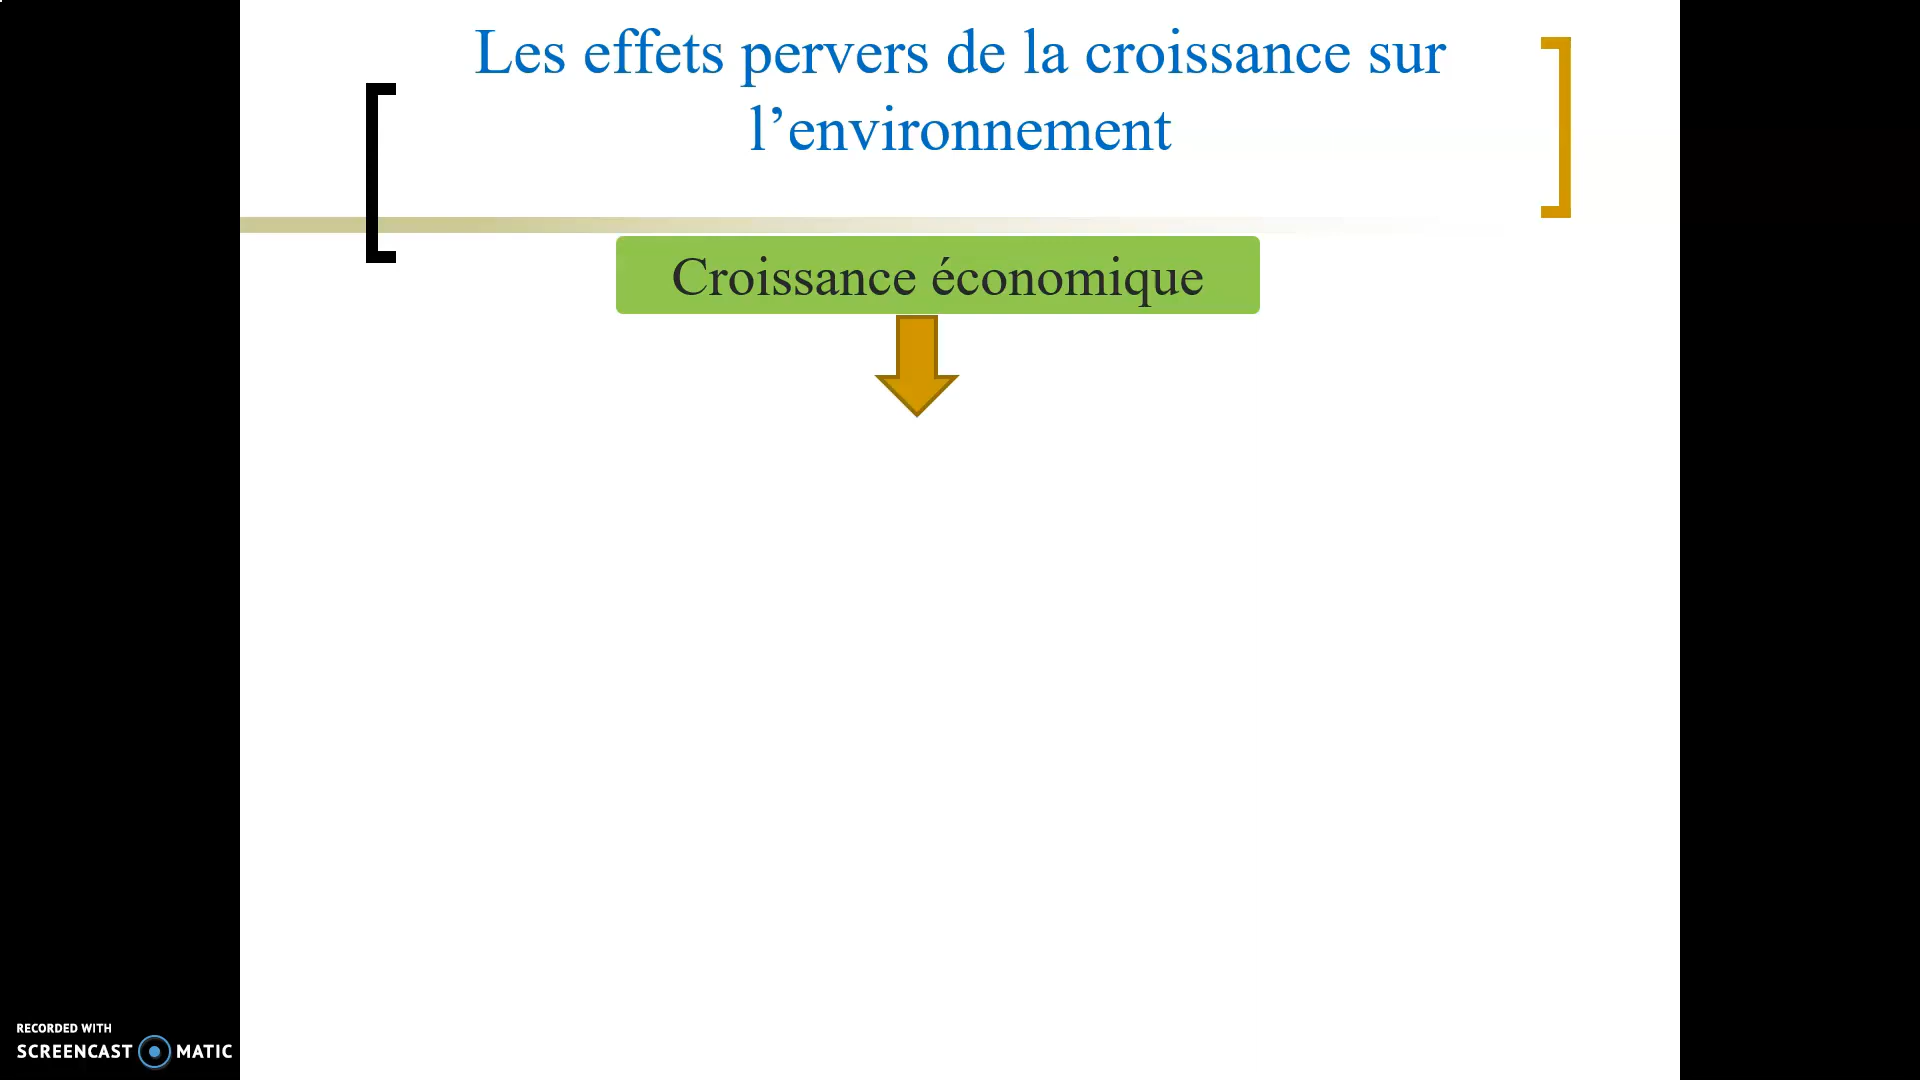 Les effets pervers de la croissance sur
l’environnement
Croissance économique
RECORDED WITH
SCREENCAST MATIC